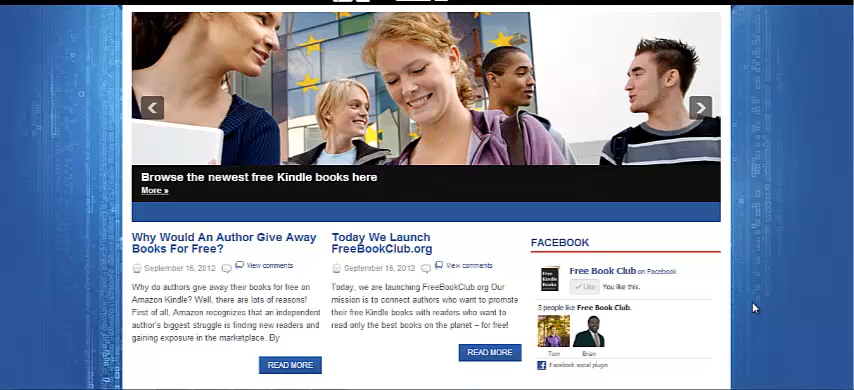 Browse the newest free Kindle books here
More »
Why Would An Author Give Away
Books For Free?
September 16, 2012 View comments
Why do authors give away their books for free on
Amazon Kindle? Well, there are lots of reasons!
First of all, Amazon recognizes that an independent
author's biggest struggle is finding new readers and
gaining exposure in the marketplace. By
READ MORE
Today We Launch
FreeBookClub.org
September 16, 2012 View comments
Today, we are launching FreeBookClub.org Our
mission is to connect authors who want to promote
their free Kindle books with readers who want to
read only the best books on the planet – for free!
READ MORE
FACEBOOK
Free
Kindle
Books
Free Book Club on Facebook
Like You like this.
3 people like Free Book Club.
Tom Brian
Facebook social plugin